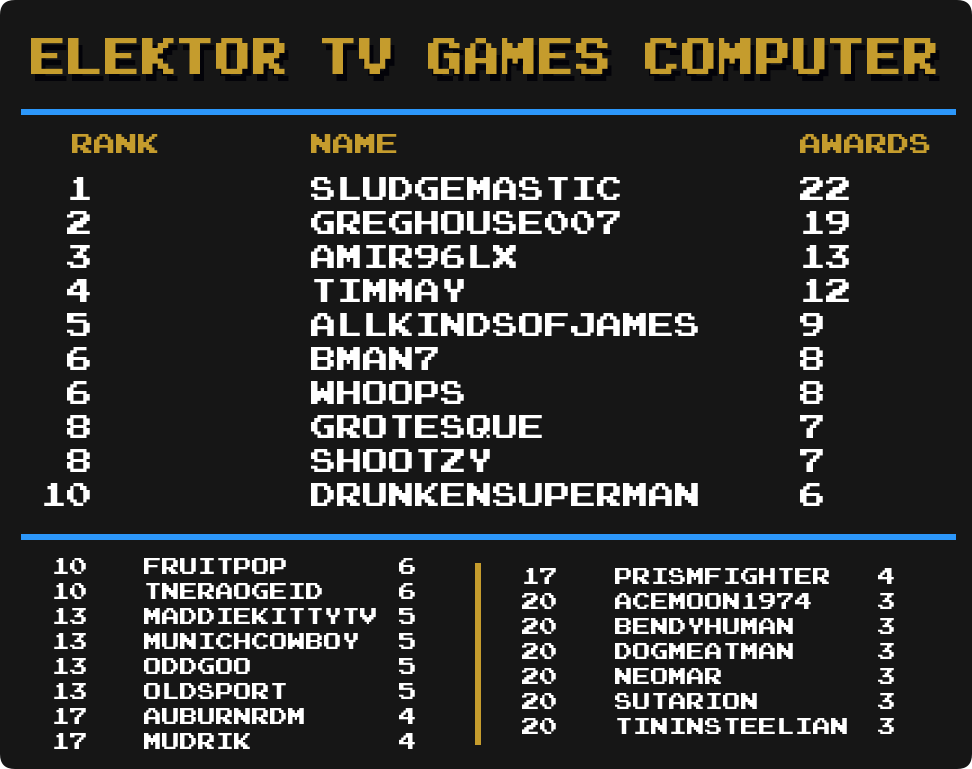 ELEKTOR TV GAMES COMPUTER
RANK NAME AWARDS
1 SLUDGEMASTIC 22
2 GREGHOUSE007 19
3 AMIR96LX 13
4 TIMMAY 12
5 ALLKINDSOFJAMES 9
6 BMAN7 8
6 WHOOPS 8
8 GROTESQUE 7
8 SHOOTZY 7
10 DRUNKENSUPERMAN 6
10 FRUITPOP 6
10 TNERAOGEID 6
13 MADDIEKITTYTV 5
13 MUNICHCOWBOY 5
13 ODDGOO 5
13 OLDSPORT 5
17 AUBURNRDM 4
17 MUDRIK 4
17 PRISMFIGHTER 4
20 ACEMOON1974 3
20 BENDYHUMAN 3
20 DOGMEATMAN 3
20 NEOMAR 3
20 SUTARION 3
20 TININSTEELIAN 3